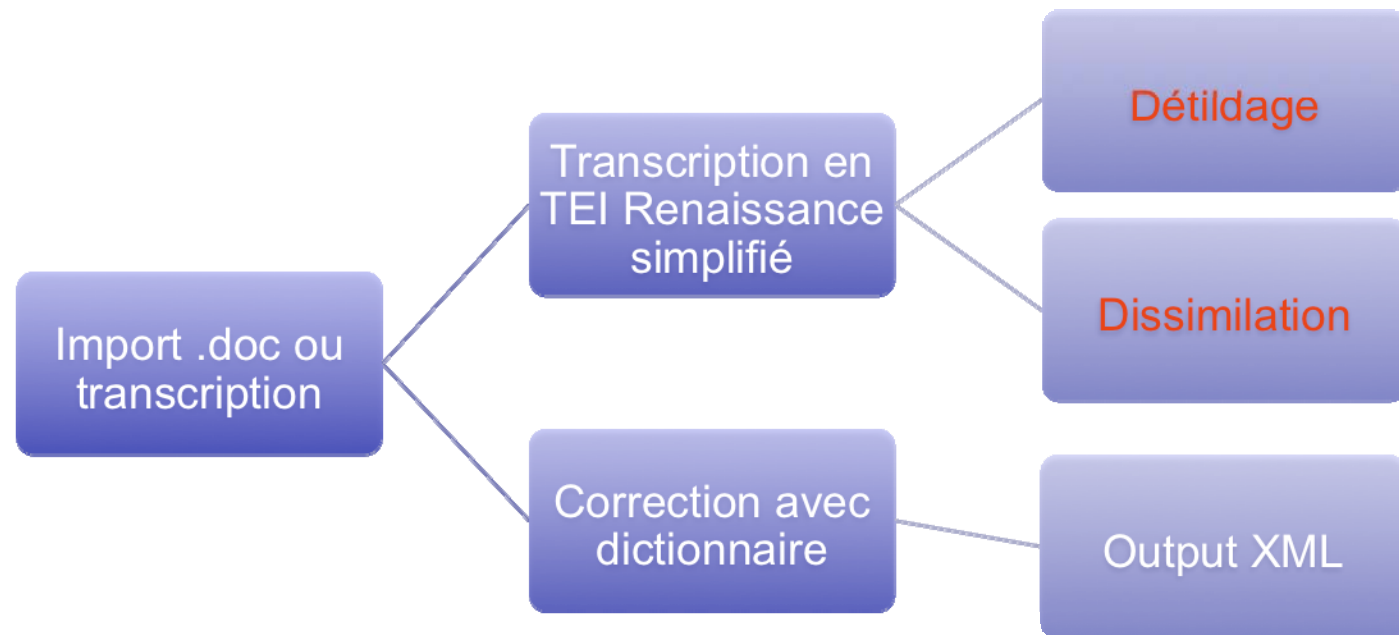 Import .doc ou
transcription
Transcription en
TEI Renaissance
simplifié
Détildage
Dissimilation
Correction avec
dictionnaire
Output XML